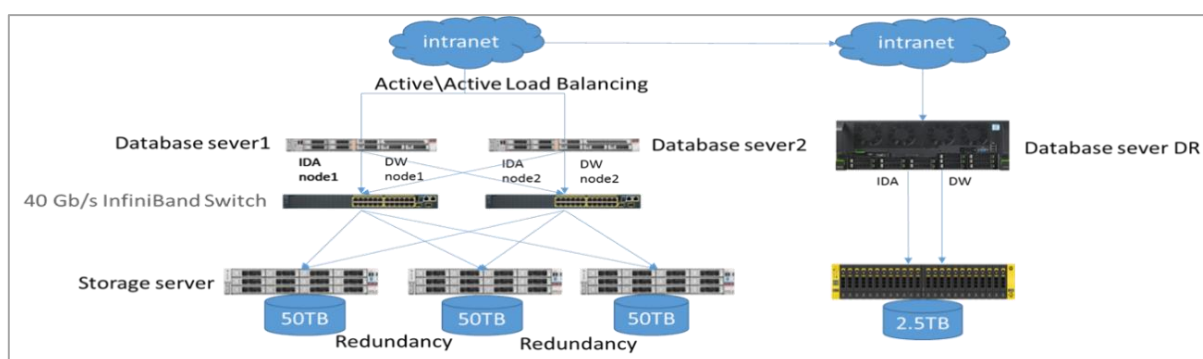 intranet
intranet
Active\Active Load Balancing
Database sever1
Database sever2
Database sever DR
IDA
node1
DW
node1
IDA
node2
DW
node2
IDA
DW
40 Gb/s InfiniBand Switch
Storage server
50TB
50TB
50TB
2.5TB
Redundancy
Redundancy